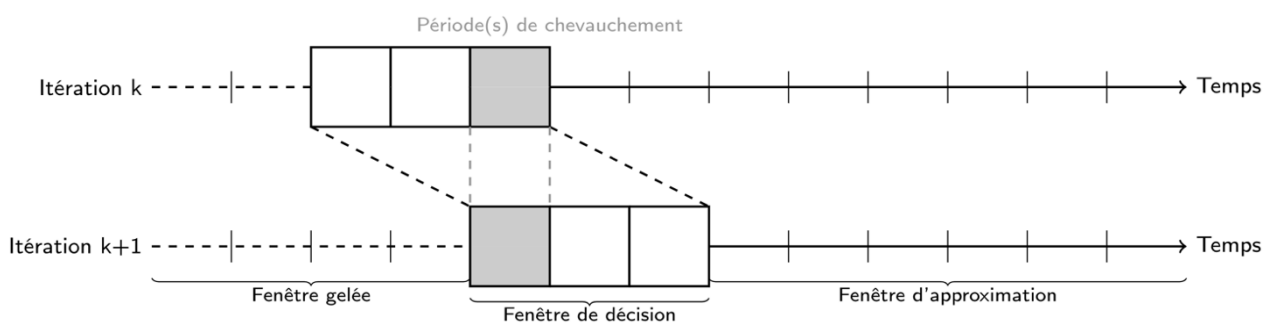 Période(s) de chevauchement
Itération k
Temps
Itération k+1
Temps
Fenêtre gelée
Fenêtre d'approximation
Fenêtre de décision